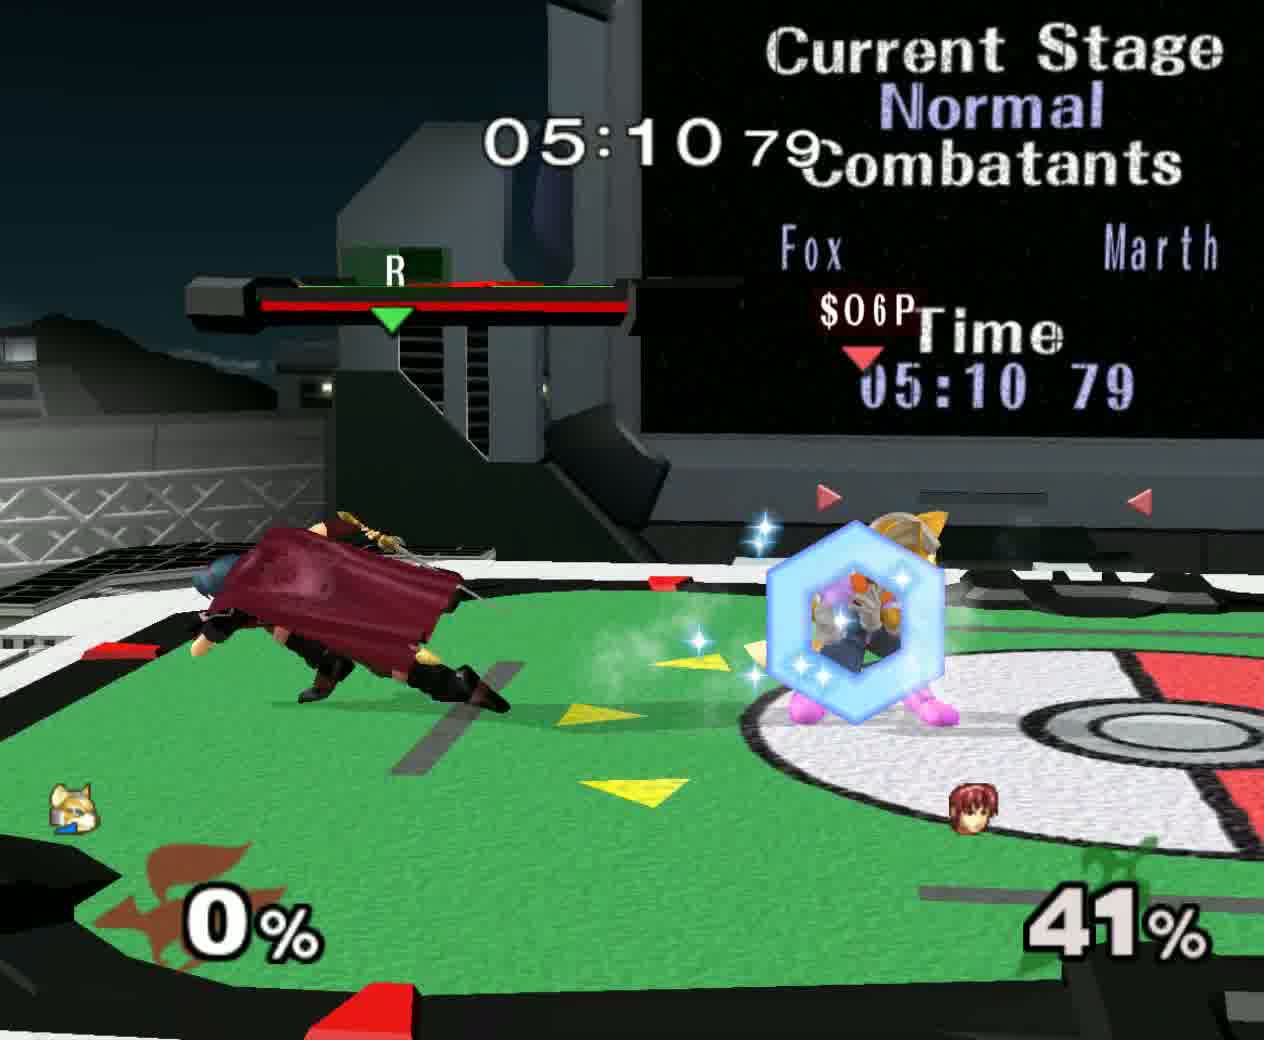 Current Stage
Normal
05:10 79
Combatants
Fox Marth
R
$06P
Time
05:10 79
0%
41%